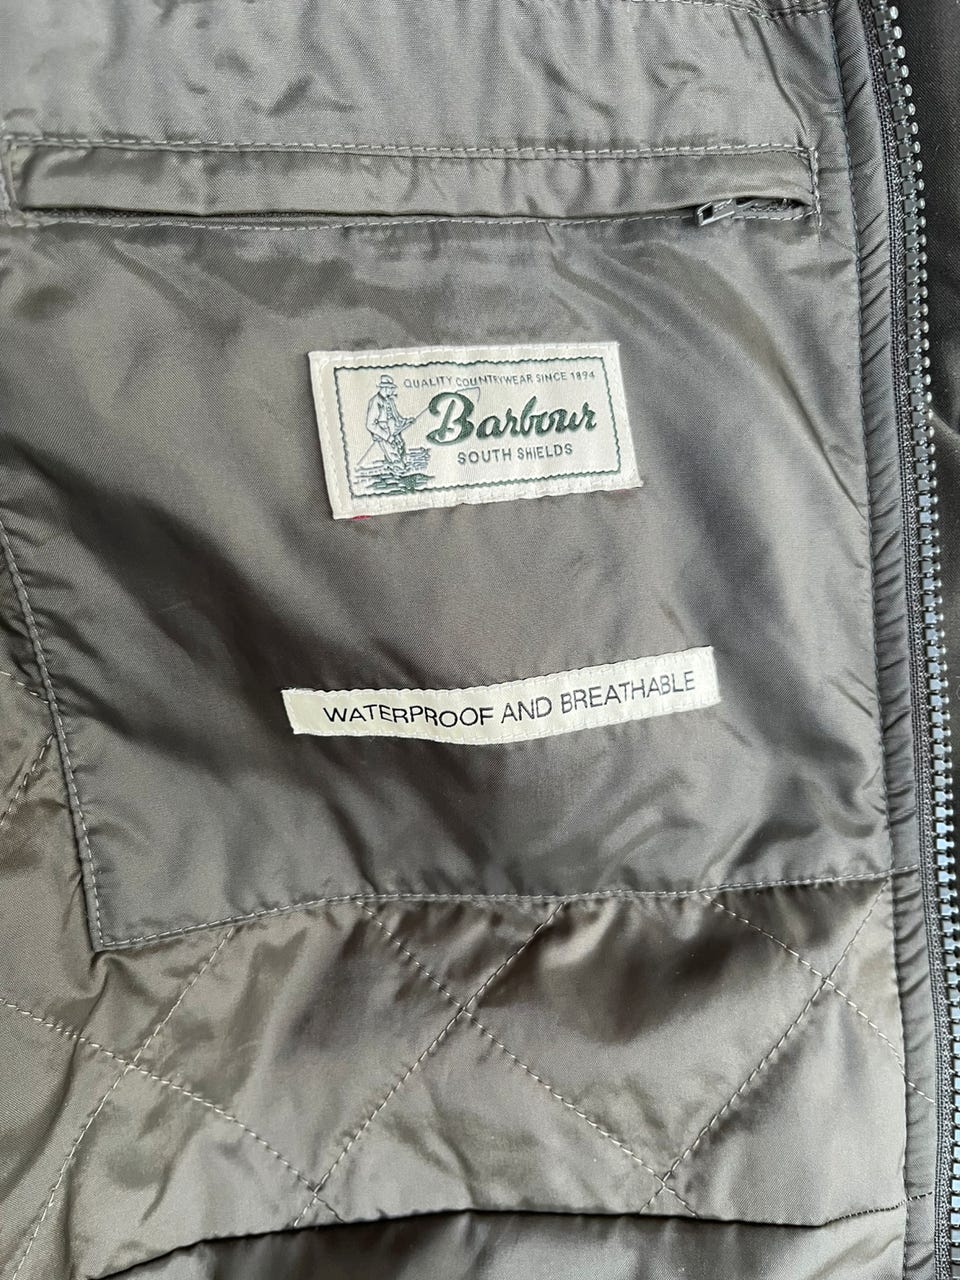 QUALITY COUNTRYWEAR SINCE 1894
Barbour
SOUTH SHIELDS
WATERPROOF AND BREATHABLE